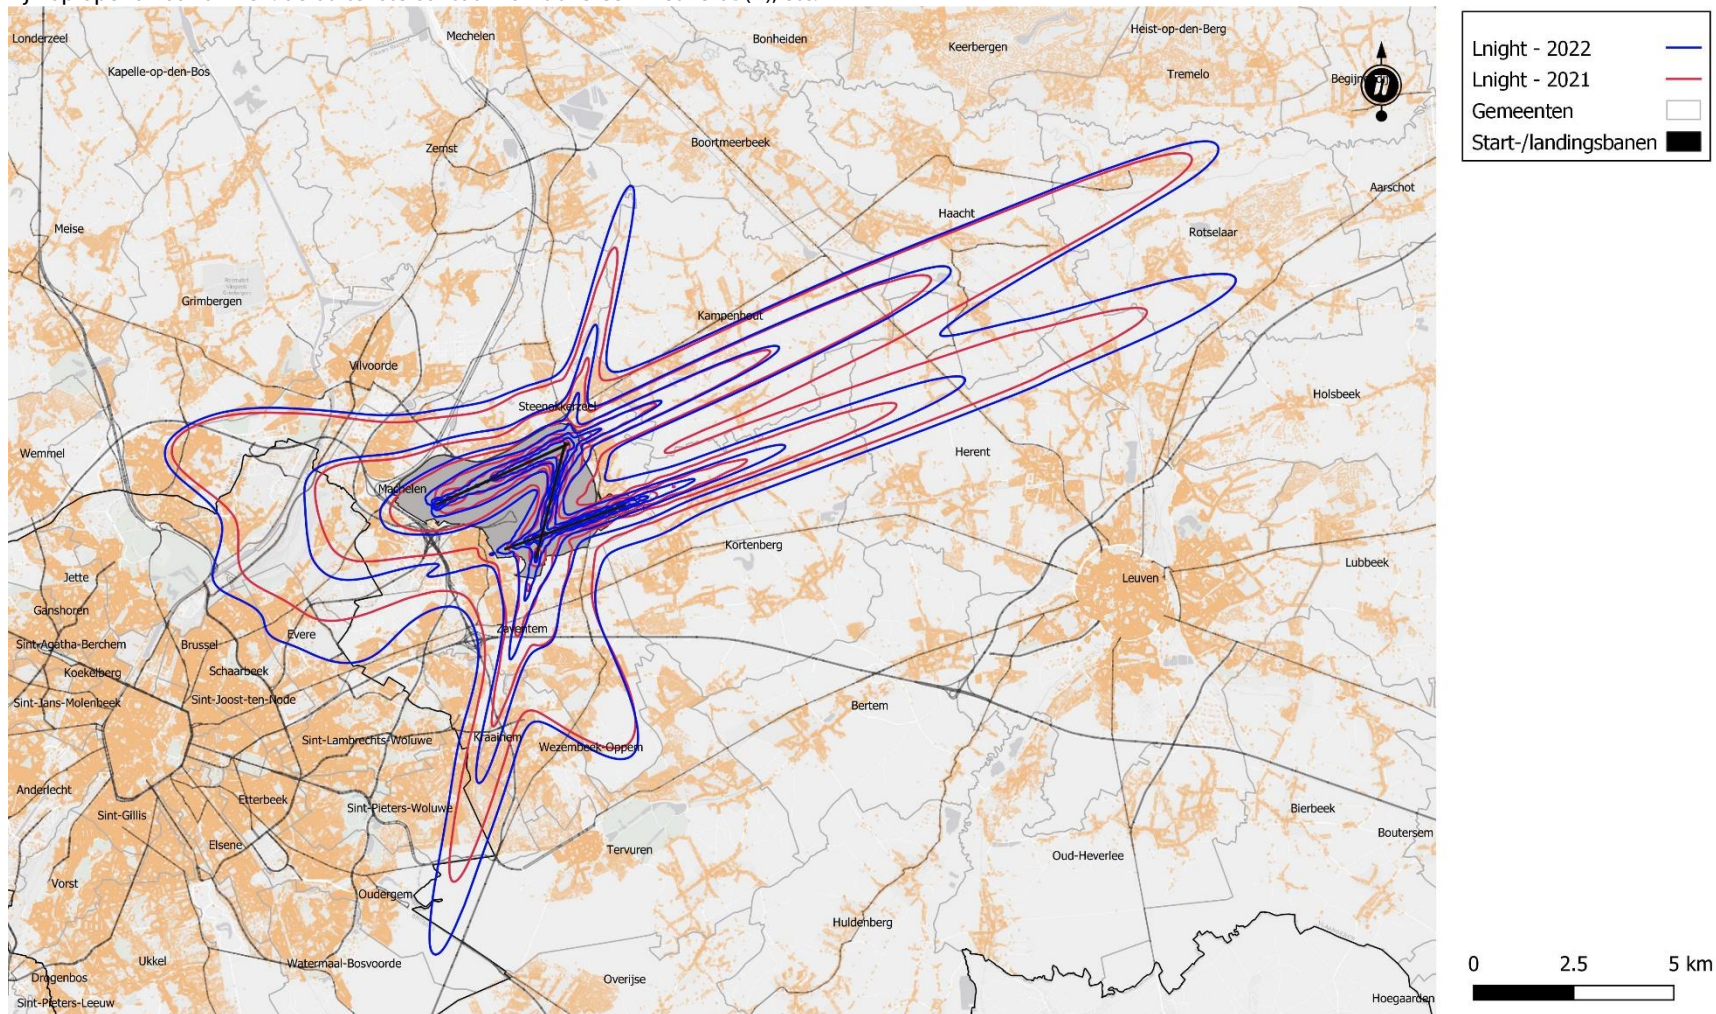 Londerzeel
Mechelen
Bonheiden
Keerbergen
Heist-op-den-Berg
Kapelle-op-den-Bos
Tremelo
Zemst
Boortmeerbeek
Aarschot
Meise
Haacht
Rotselaar
Grimbergen
Kampenhout
Vilvoorde
Steenokkerzeel
Holsbeek
Wemmel
Herent
Machelen
Kortenberg
Lubbeek
Jette
Leuven
Ganshoren
Zaventem
Evere
Sint-Agatha-Berchem
Brussel
Koekelberg
Schaarbeek
Sint-Jans-Molenbeek
Sint-Joost-ten-Node
Bertem
Sint-Lambrechts-Woluwe
Kraainem
Wezembeek-Oppem
Anderlecht
Etterbeek
Sint-Pieters-Woluwe
Bierbeek
Sint-Gillis
Boutersem
Elsene
Tervuren
Oud-Heverlee
Vorst
Oudergem
Huldenberg
Ukkel
Watermaal-Bosvoorde
Drogenbos
Overijse
Sint-Pieters-Leeuw
Hoegaarden
Lnight - 2022
Lnight - 2021
Gemeenten
Start-/landingsbanen
0 2.5 5 km